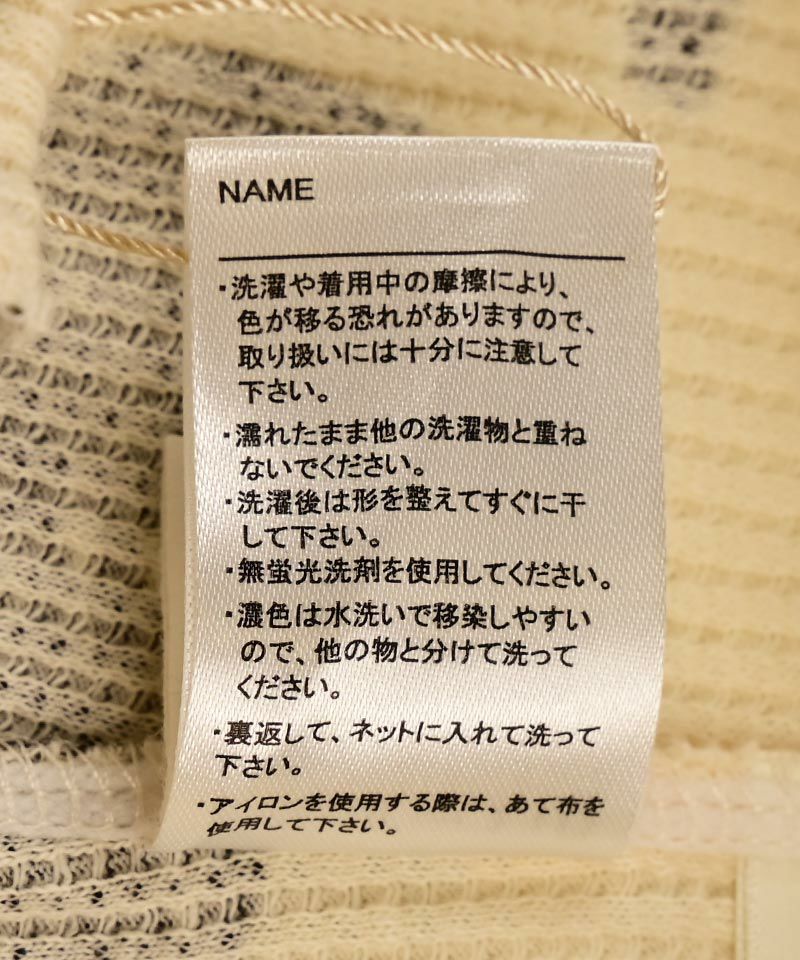 NAME
・洗濯や着用中の摩擦により、
色が移る恐れがありますので、
取り扱いには十分に注意して
下さい。
・濡れたまま他の洗濯物と重ね
ないでください。
・洗濯後は形を整えてすぐに干
して下さい。
・無蛍光洗剤を使用してください。
・濃色は水洗いで移染しやすい
ので、他の物と分けて洗って
ください。
・裏返して、ネットに入れて洗って
下さい。
・アイロンを使用する際は、あて布を
使用して下さい。